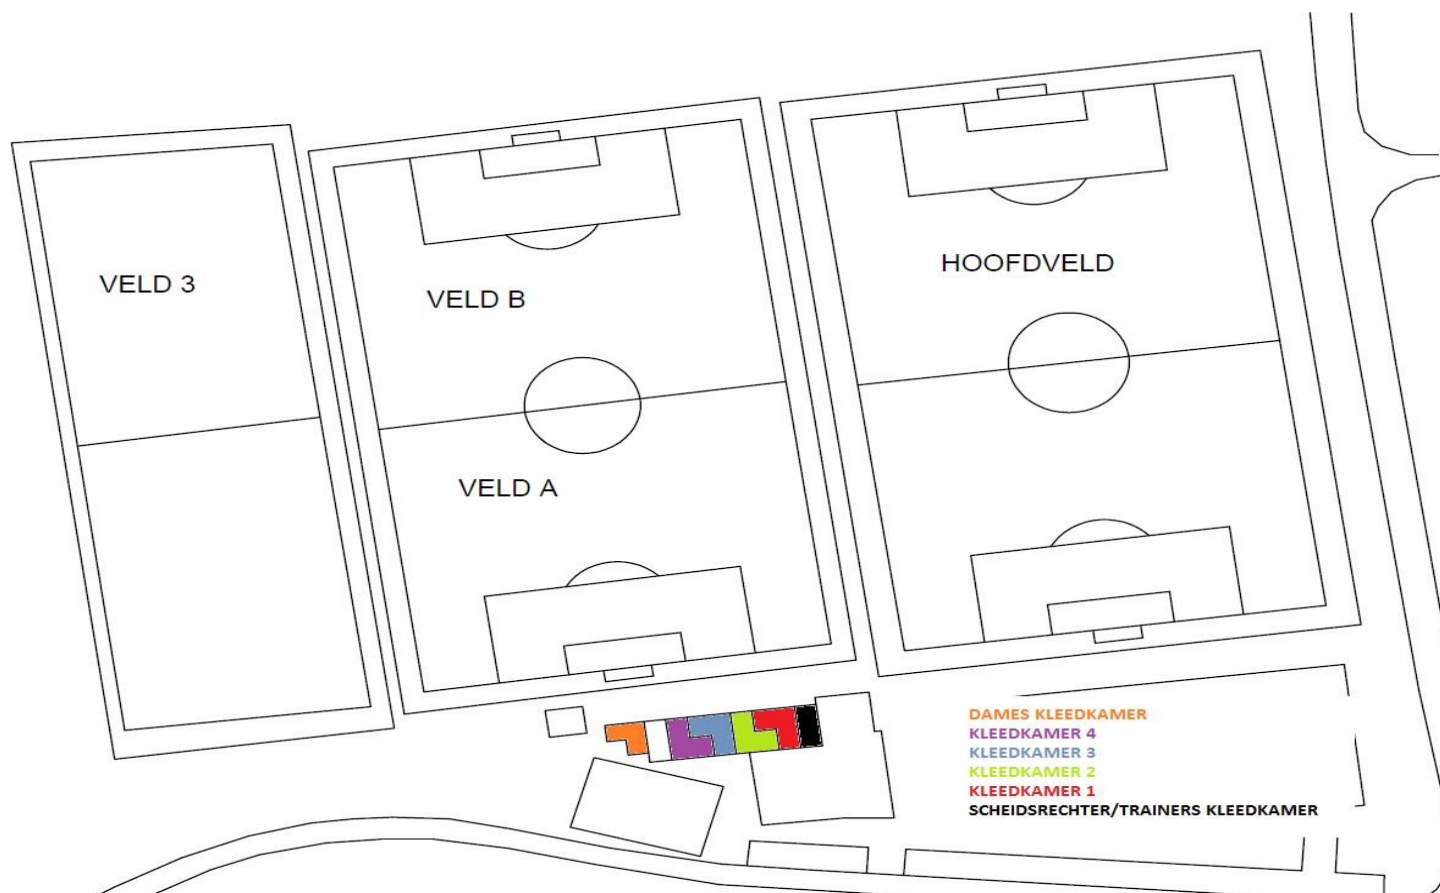 HOOFDVELD
VELD 3
VELD B
VELD A
DAMES KLEEDKAMER
KLEEDKAMER 4
KLEEDKAMER 3
KLEEDKAMER 2
KLEEDKAMER 1
SCHEIDSRECHTER/TRAINERS KLEEDKAMER